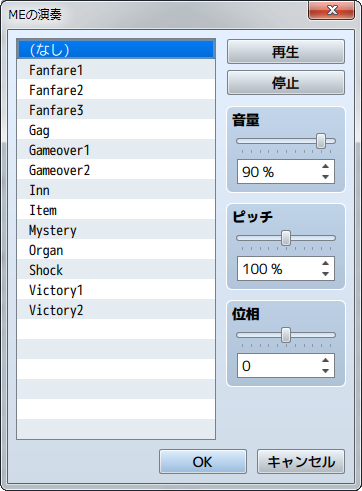 MEの演奏
(なし)
Fanfare1
Fanfare2
Fanfare3
Gag
Gameover1
Gameover2
Inn
Item
Mystery
Organ
Shock
Victory1
Victory2
再生
停止
音量
90 %
ピッチ
100 %
位相
0
OK
キャンセル